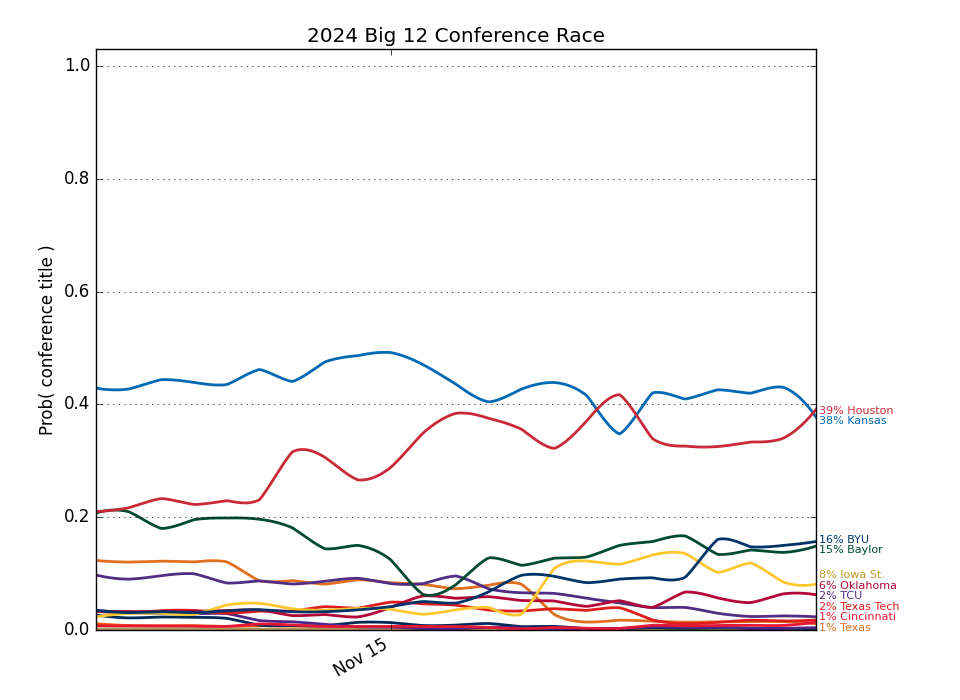 2024 Big 12 Conference Race
Prob( conference title )
1.0
0.8
0.6
0.4
0.2
0.0
Nov 15
39% Houston
38% Kansas
16% BYU
15% Baylor
8% Iowa St.
6% Oklahoma
2% TCU
2% Texas Tech
1% Cincinnati
1% Texas